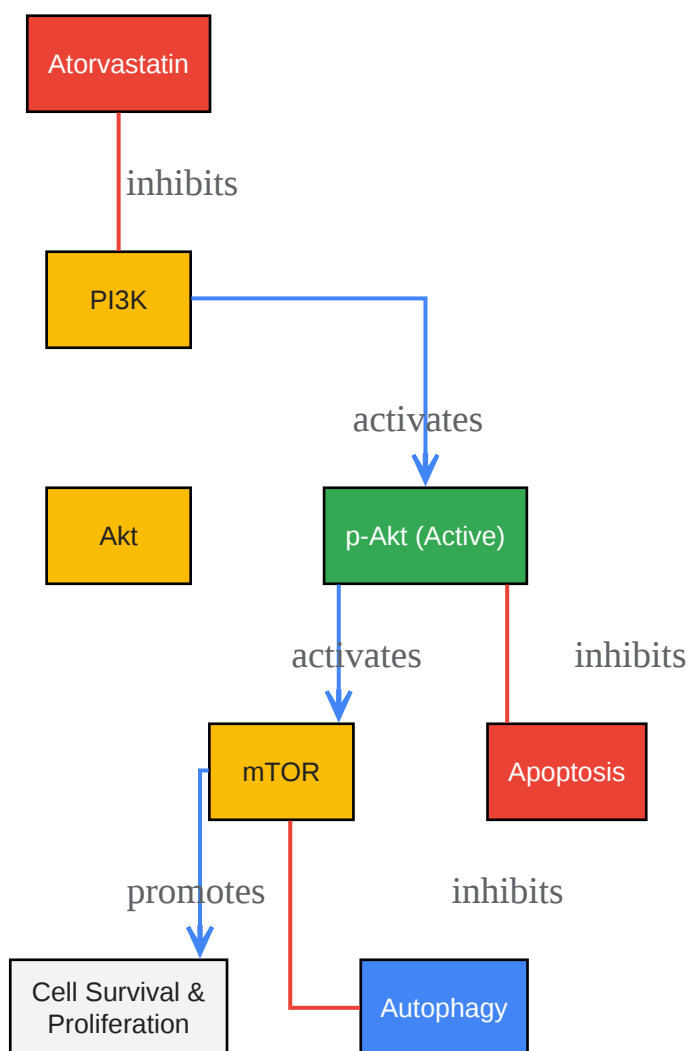 Atorvastatin
inhibits
PI3K
activates
Akt
p-Akt (Active)
activates
inhibits
mTOR
Apoptosis
promotes
inhibits
Cell Survival &
Proliferation
Autophagy